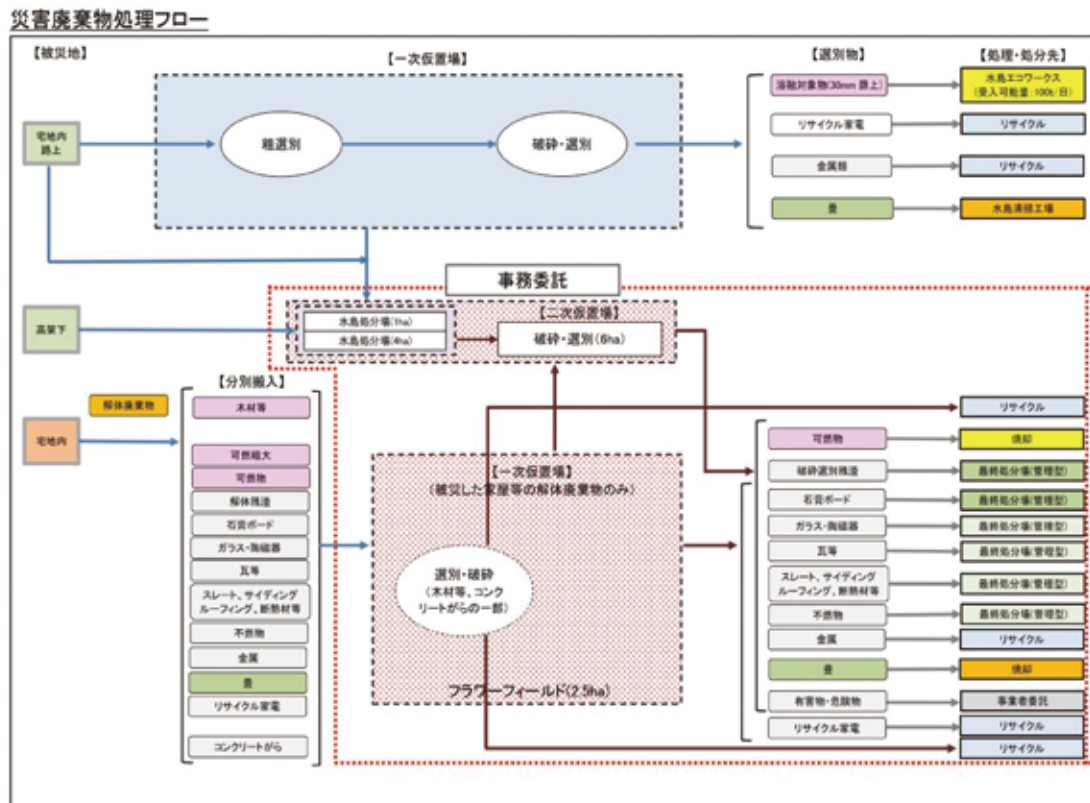 災害廃棄物処理フロー
【被災地】
【一次仮置場】
【選別物】
【処理・処分先】
宅地内
路上
粗選別
破砕・選別
溶融対象物(30mm 篩上)
水島エコワークス
(受入可能量:100t/日)
リサイクル家電
リサイクル
金属類
リサイクル
畳
水島清掃工場
事務委託
高架下
【二次仮置場】
水島処分場(1ha)
水島処分場(4ha)
破砕・選別(6ha)
【分別搬入】
解体廃棄物
宅地内
木材等
可燃粗大
可燃物
解体残渣
石膏ボード
ガラス・陶磁器
瓦等
スレート、サイディング
ルーフィング、断熱材等
不燃物
金属
畳
リサイクル家電
コンクリートがら
【一次仮置場】
(被災した家屋等の解体廃棄物のみ)
選別・破砕
(木材等、コンク
リートがらの一部)
フラワーフィールド(2.5ha)
リサイクル
可燃物
焼却
破砕選別残渣
最終処分場(管理型)
石膏ボード
最終処分場(管理型)
ガラス・陶磁器
最終処分場(管理型)
瓦等
最終処分場(管理型)
スレート、サイディング
ルーフィング、断熱材等
最終処分場(管理型)
不燃物
最終処分場(管理型)
金属
リサイクル
畳
焼却
有害物・危険物
事業者委託
リサイクル家電
リサイクル
リサイクル